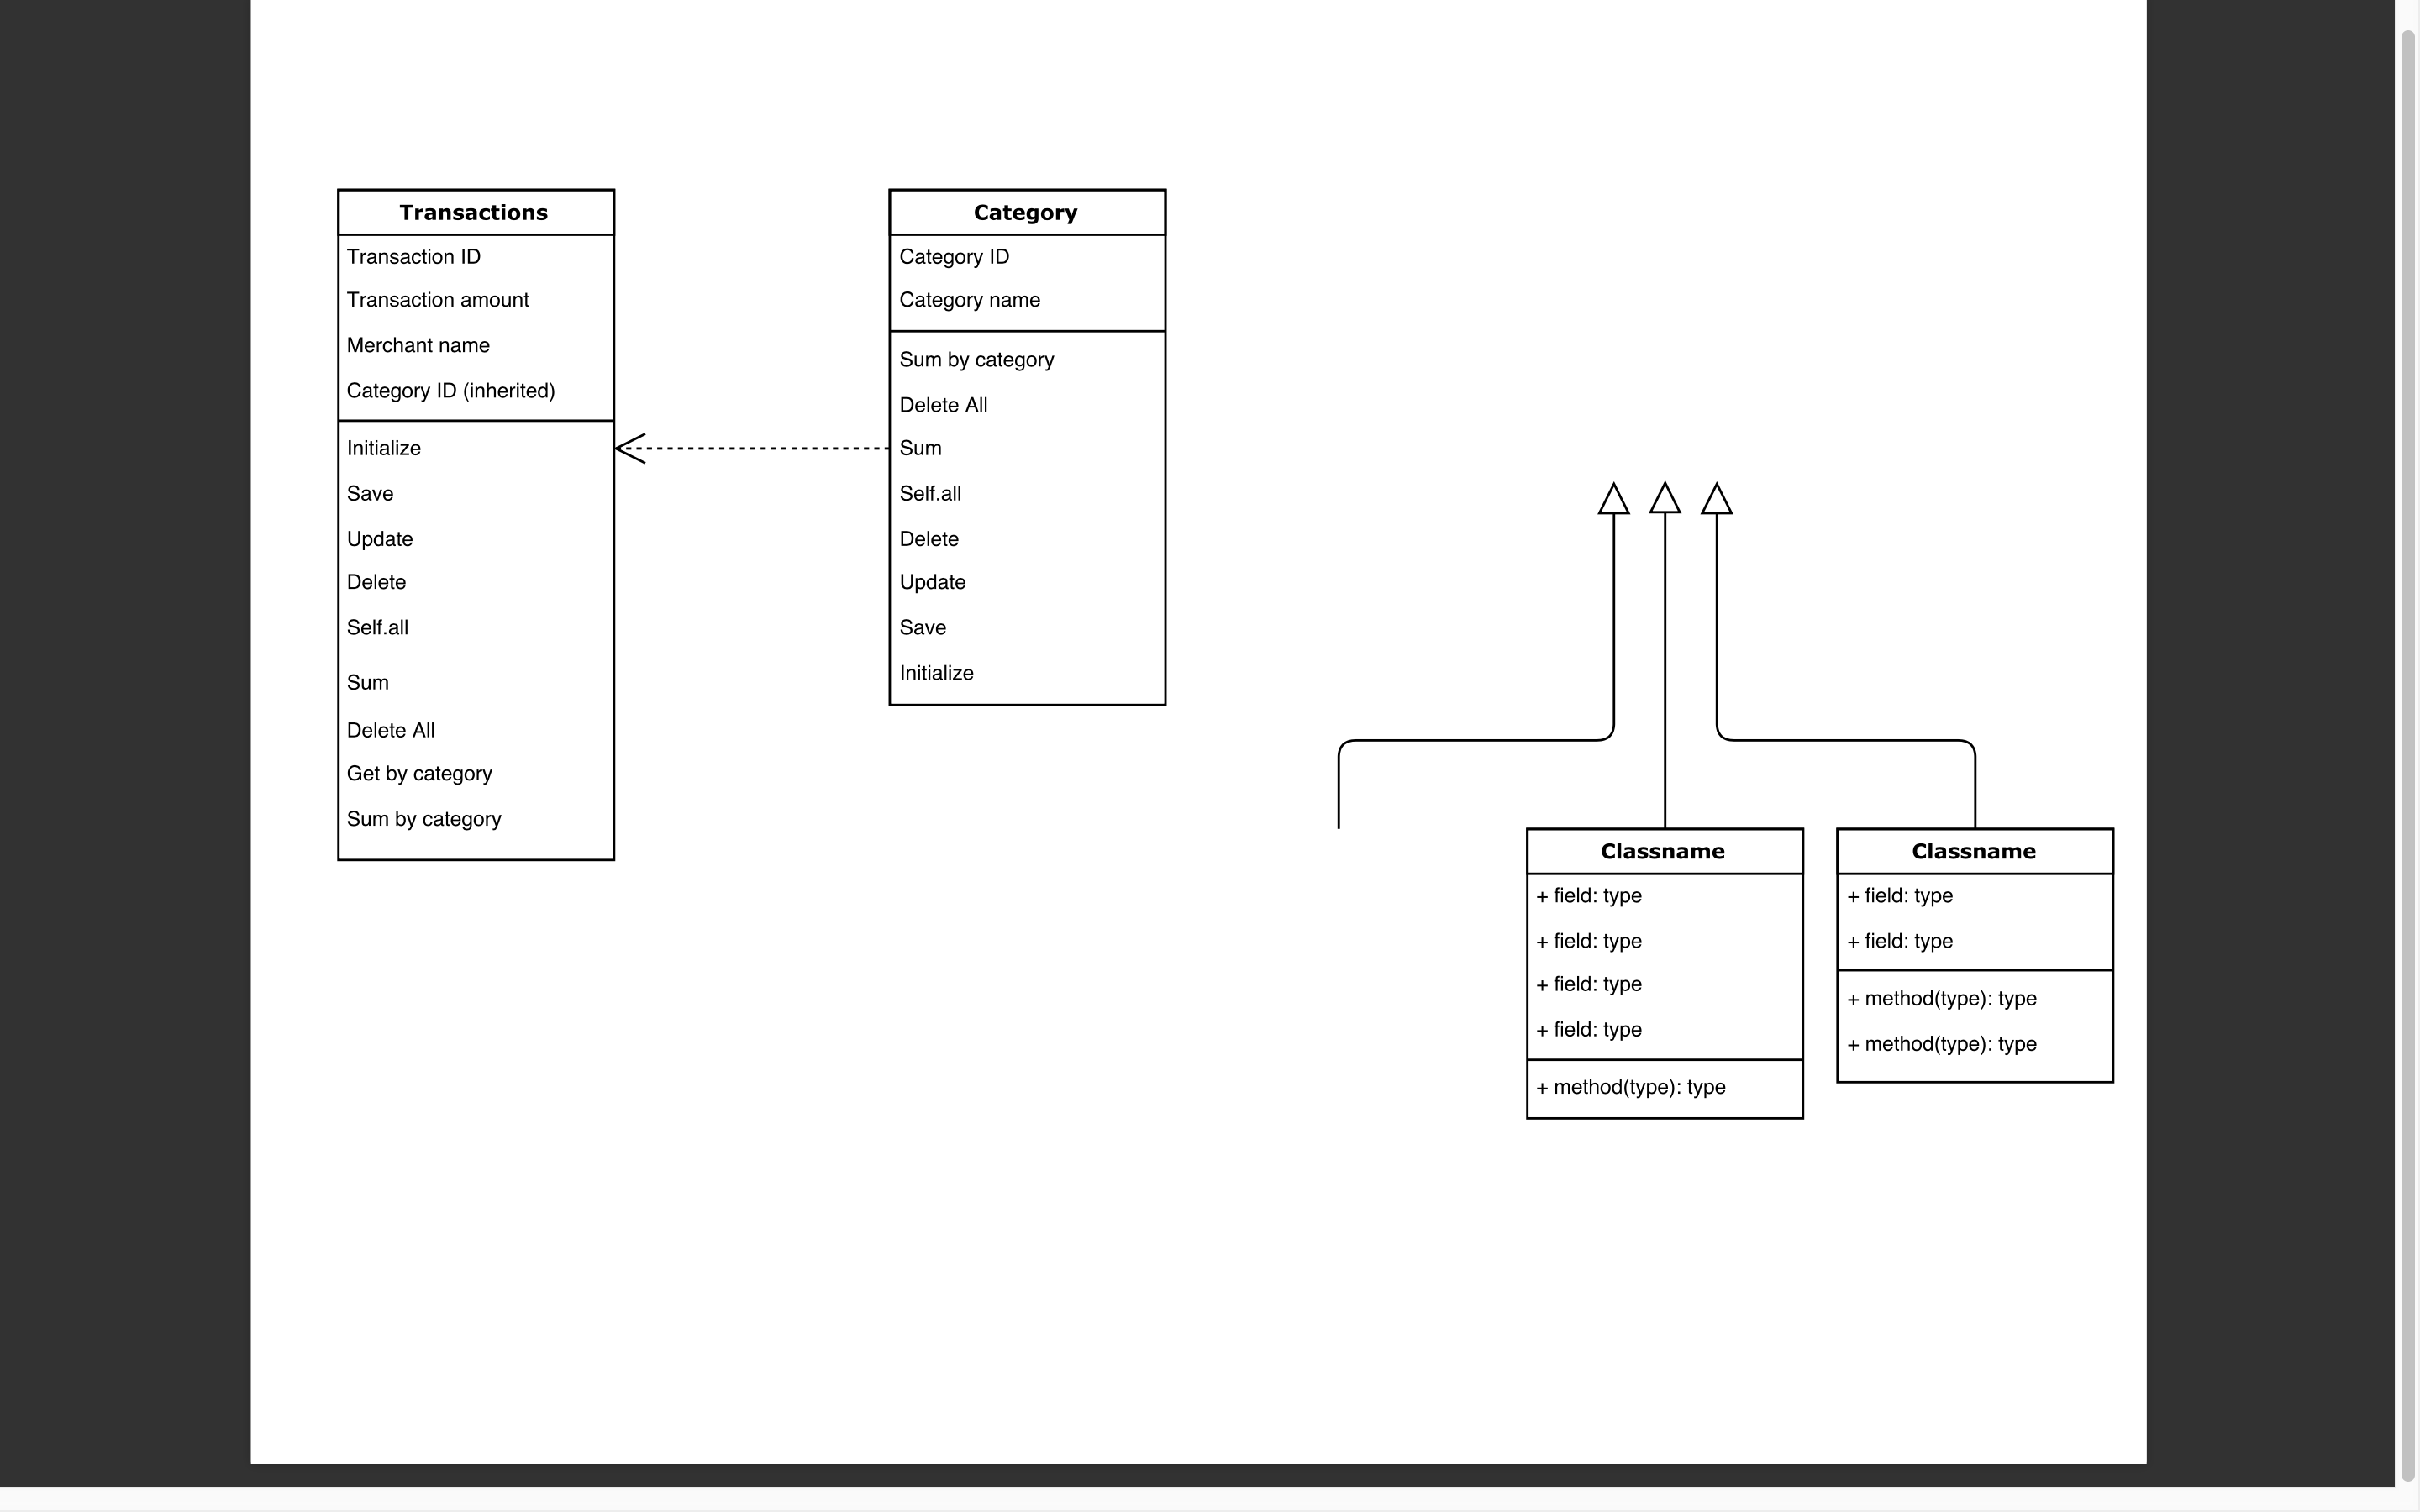 Transactions
Transaction ID
Transaction amount
Merchant name
Category ID (inherited)
Initialize
Save
Update
Delete
Self.all
Sum
Delete All
Get by category
Sum by category
Category
Category ID
Category name
Sum by category
Delete All
Sum
Self.all
Delete
Update
Save
Initialize
Classname
+ field: type
+ field: type
+ field: type
+ field: type
+ method(type): type
Classname
+ field: type
+ field: type
+ method(type): type
+ method(type): type